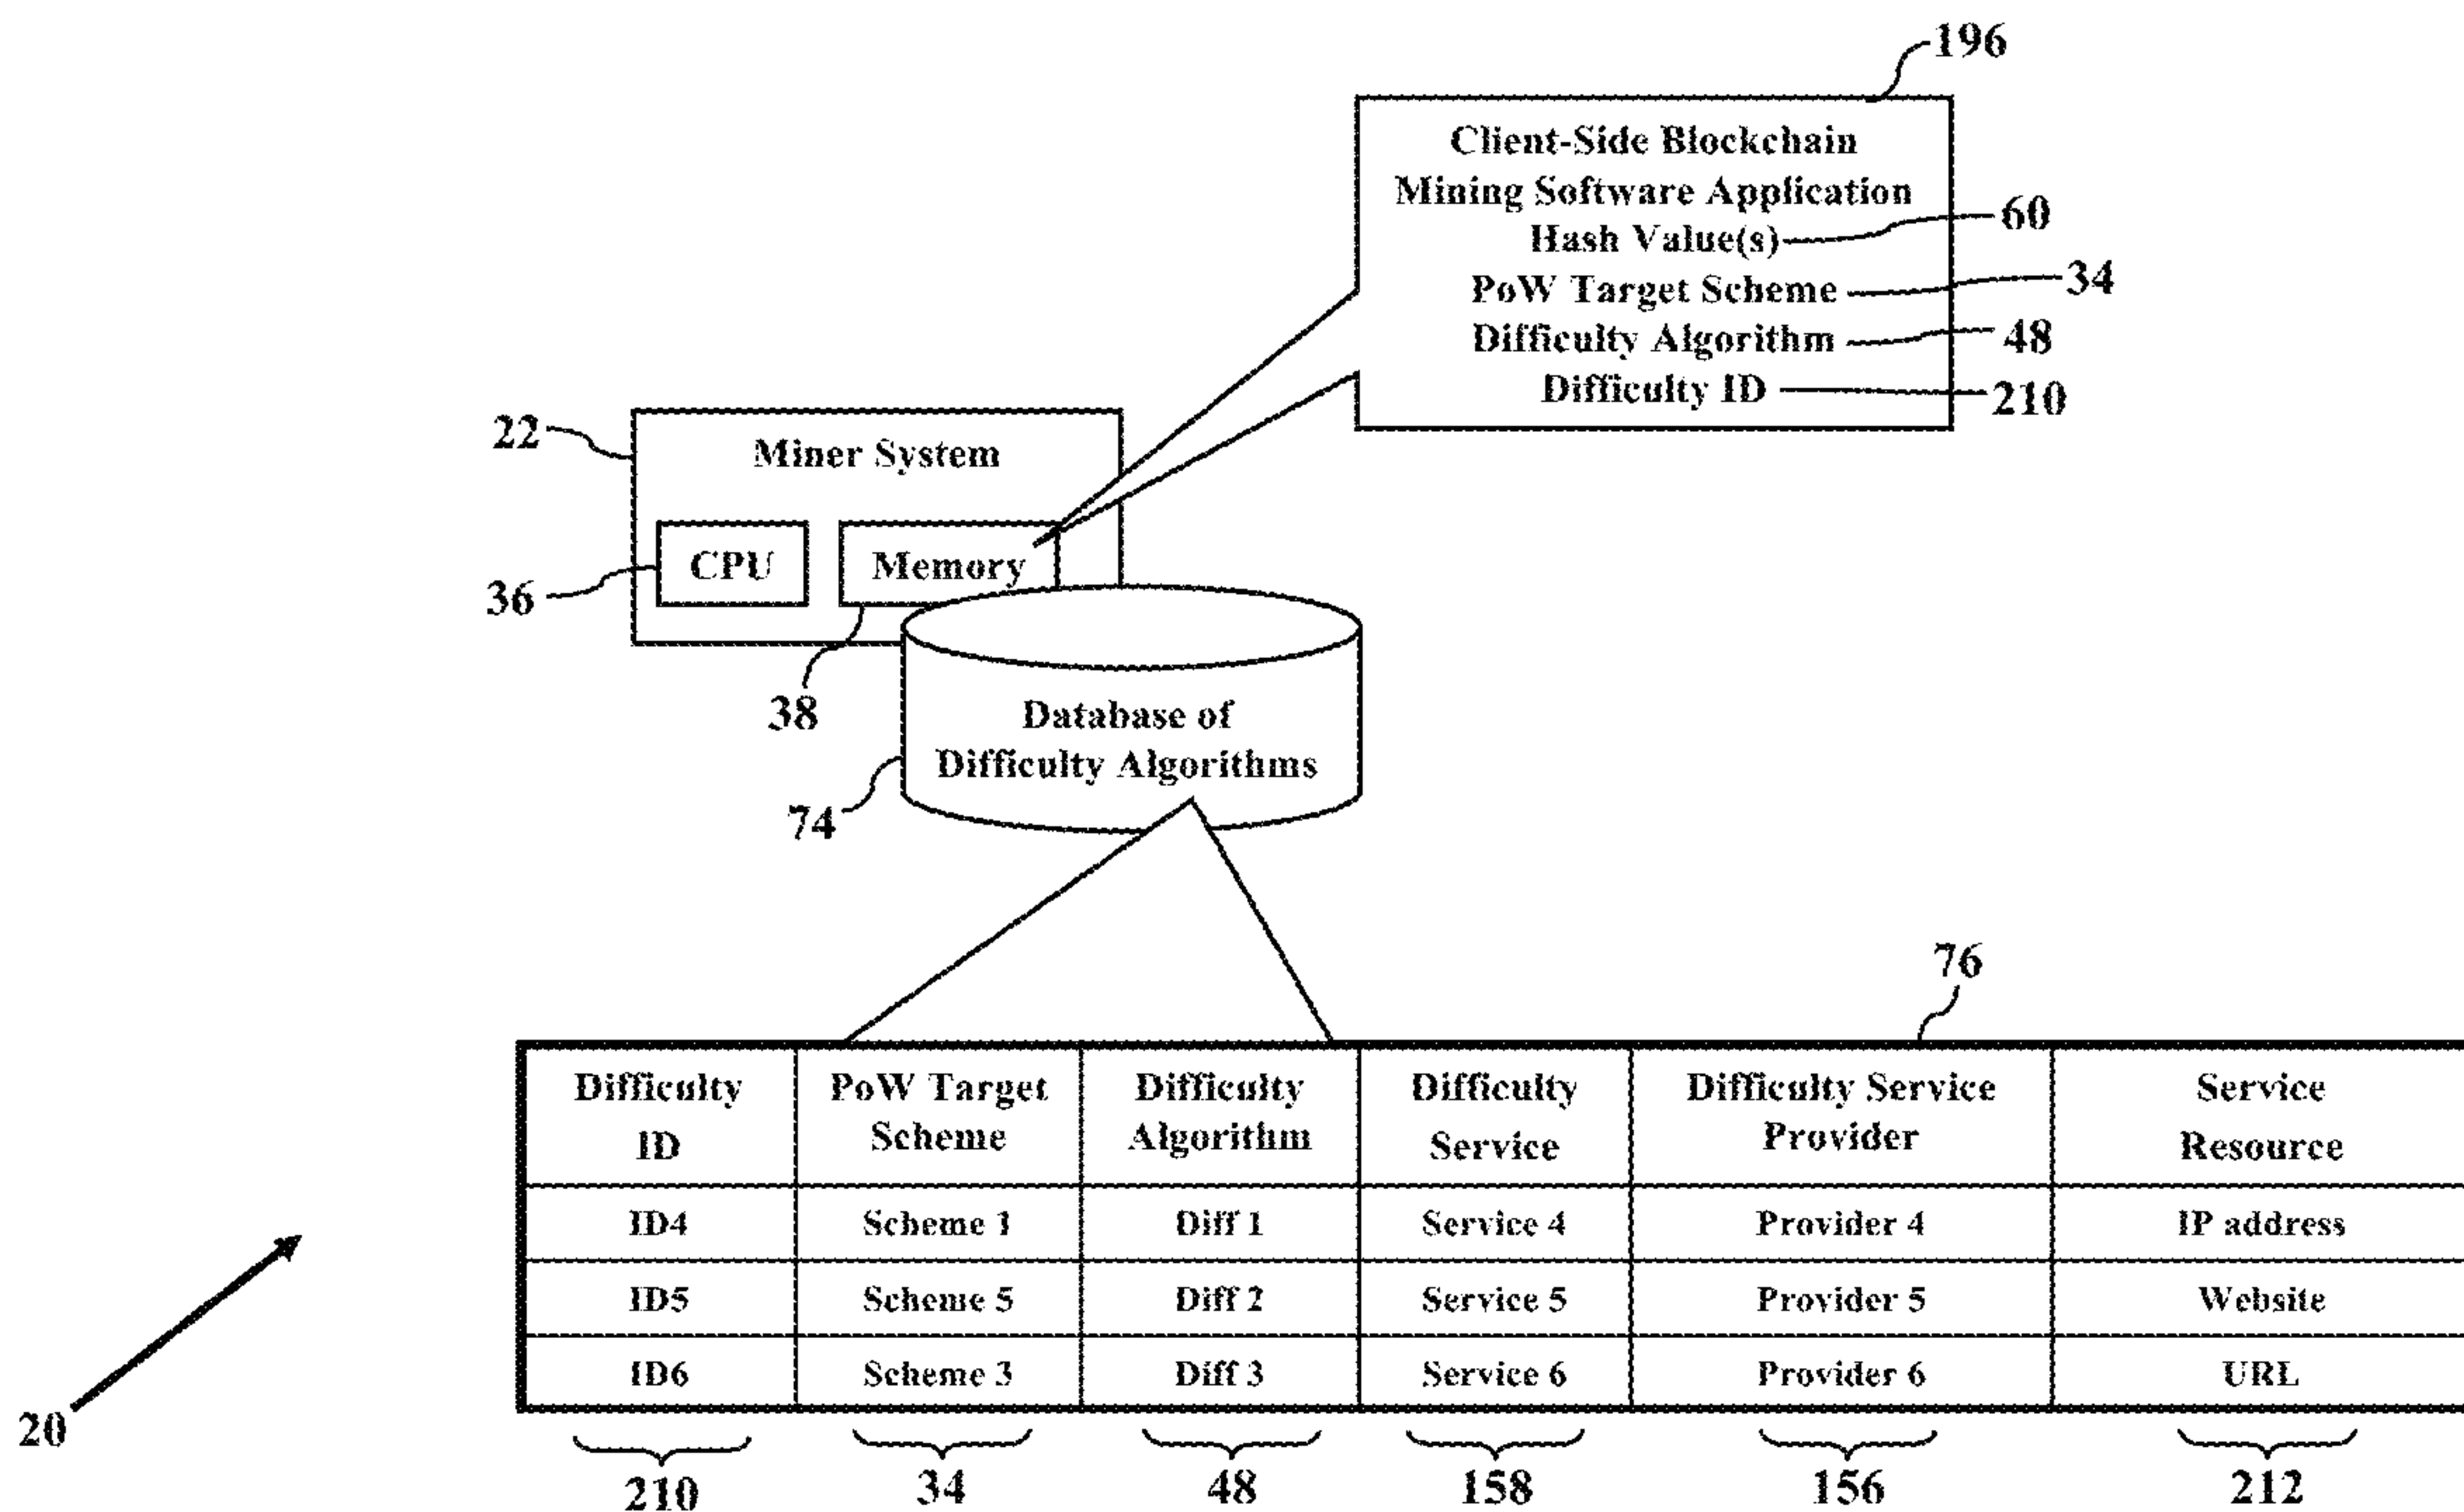 196
Client-Side Blockchain
Mining Software Application
Hash Value(s) 60
PoW Target Scheme 34
Difficulty Algorithm 48
Difficulty ID 210
22
Miner System
CPU
Memory
36
38
Database of
Difficulty Algorithms
74
76
Difficulty ID | PoW Target Scheme | Difficulty Algorithm | Difficulty Service | Difficulty Service Provider | Service Resource
ID4 | Scheme 1 | Diff 1 | Service 4 | Provider 4 | IP address
ID5 | Scheme 5 | Diff 2 | Service 5 | Provider 5 | Website
ID6 | Scheme 3 | Diff 3 | Service 6 | Provider 6 | URL
20
210 34 48 158 156 212